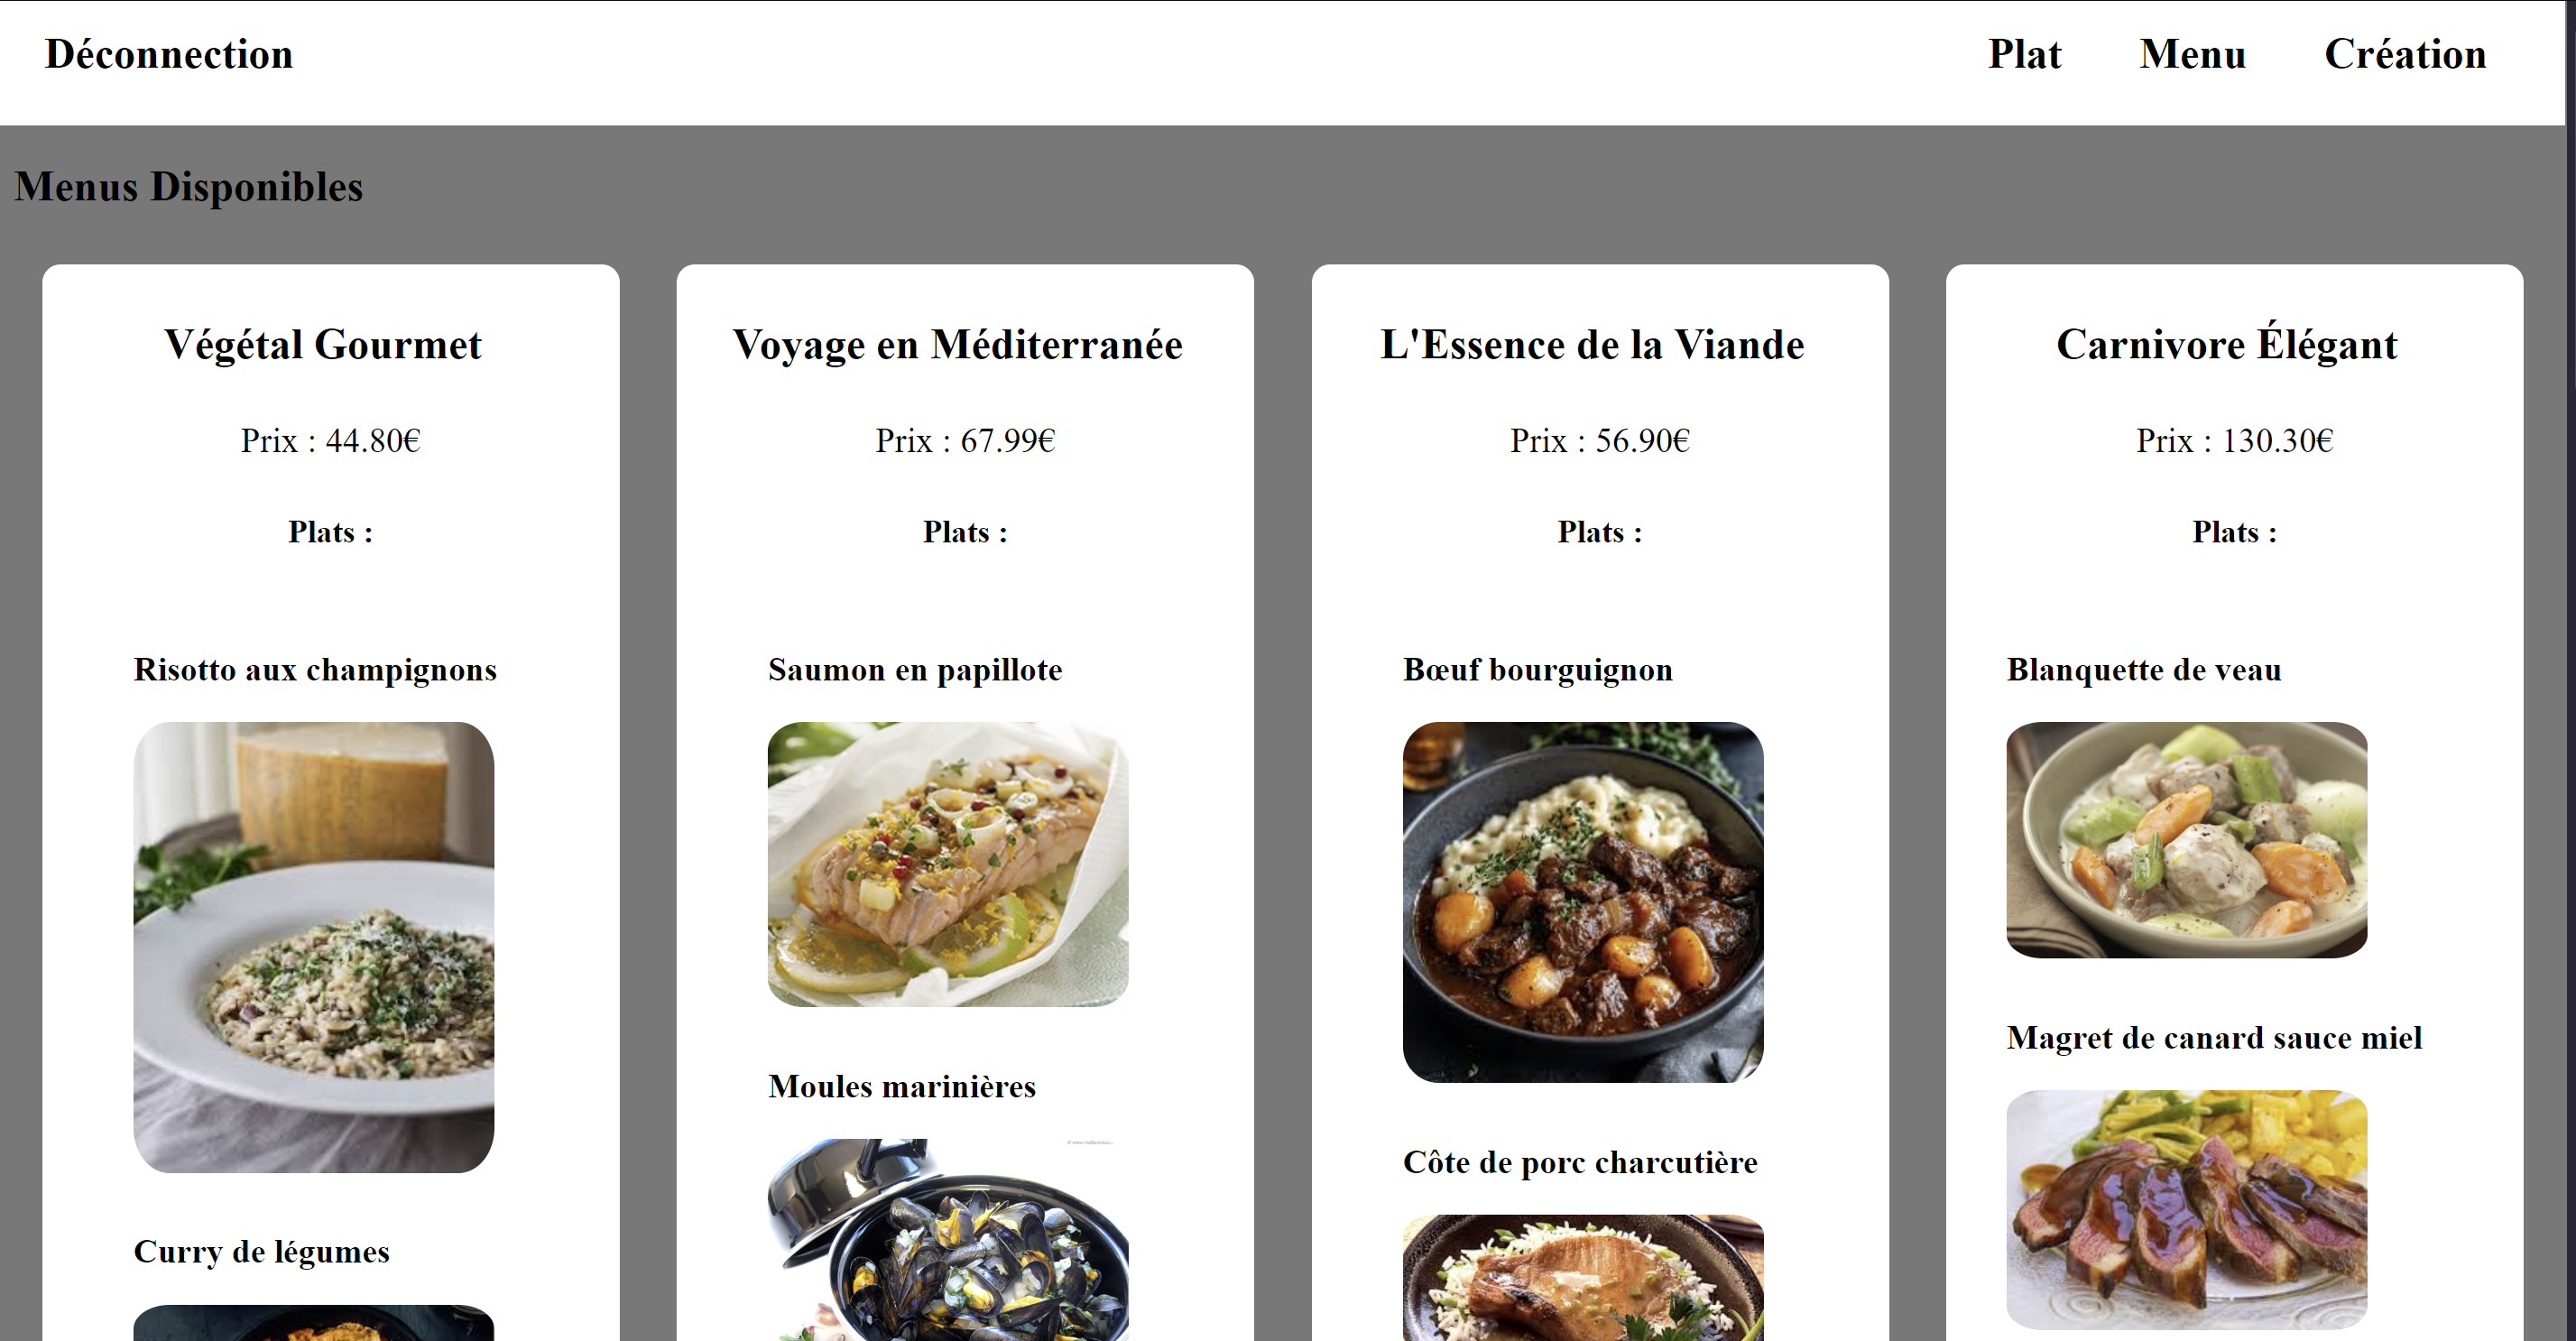 Déconnection
Plat Menu Création
Menus Disponibles
Végétal Gourmet
Prix : 44.80€
Plats :
Risotto aux champignons
Curry de légumes
Voyage en Méditerranée
Prix : 67.99€
Plats :
Saumon en papillote
Moules marinières
L'Essence de la Viande
Prix : 56.90€
Plats :
Bœuf bourguignon
Côte de porc charcutière
Carnivore Élégant
Prix : 130.30€
Plats :
Blanquette de veau
Magret de canard sauce miel